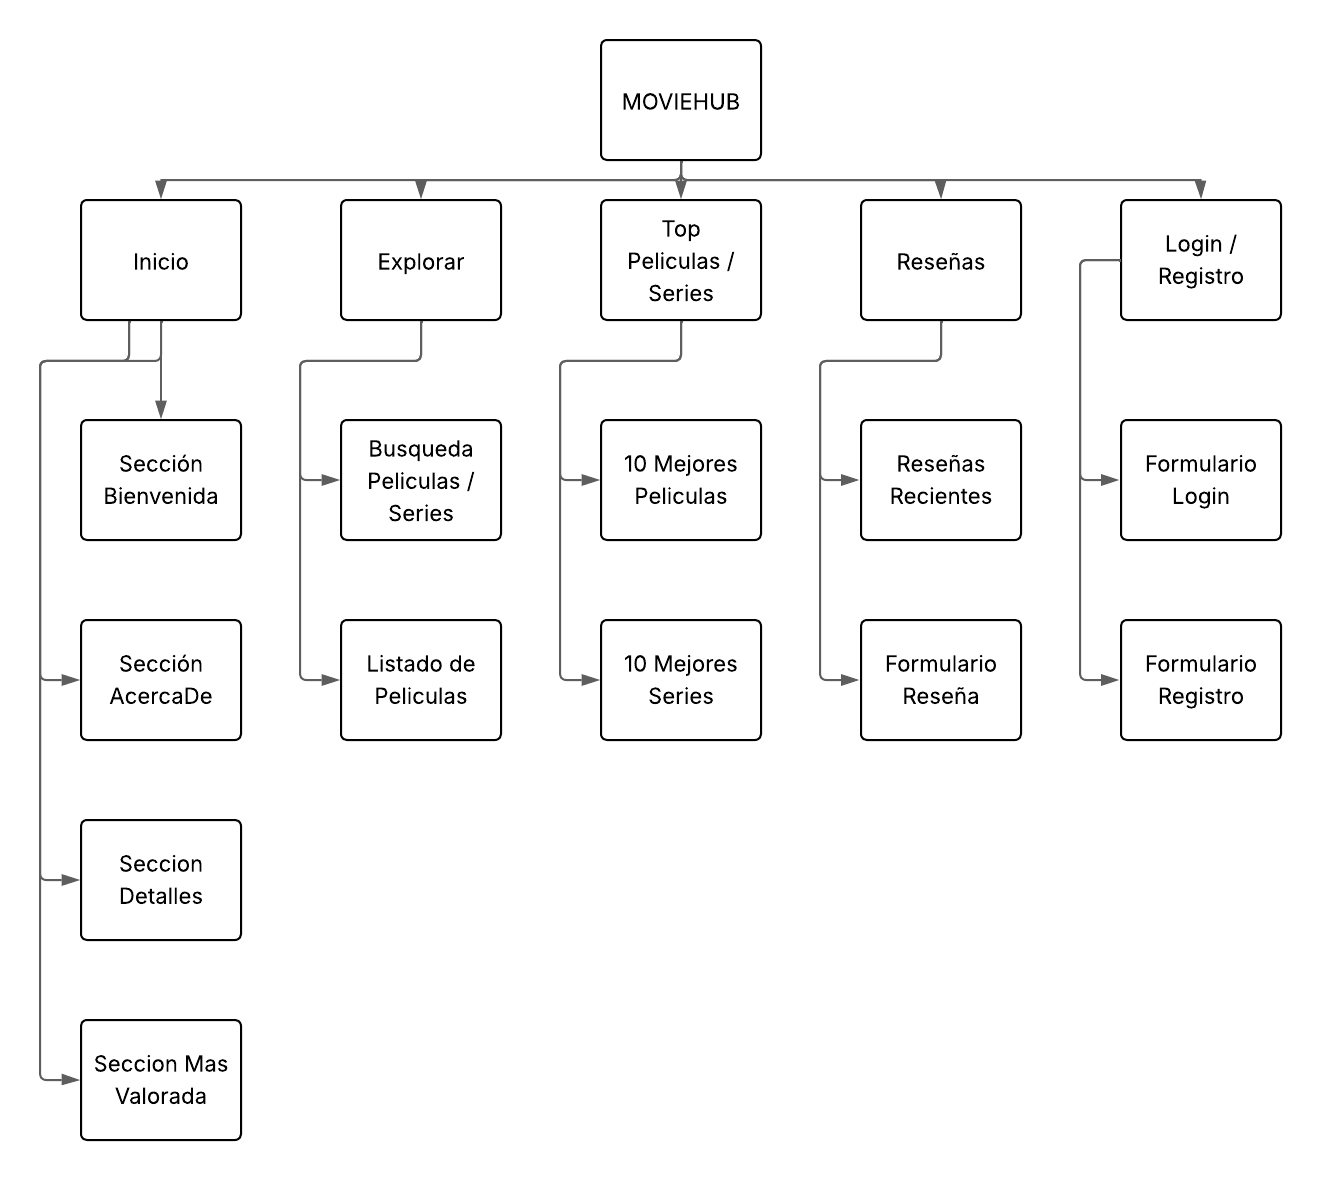 MOVIEHUB
Inicio
Explorar
Top
Peliculas /
Series
Reseñas
Login /
Registro
Sección
Bienvenida
Busqueda
Peliculas /
Series
10 Mejores
Peliculas
Reseñas
Recientes
Formulario
Login
Sección
AcercaDe
Listado de
Peliculas
10 Mejores
Series
Formulario
Reseña
Formulario
Registro
Seccion
Detalles
Seccion Mas
Valorada